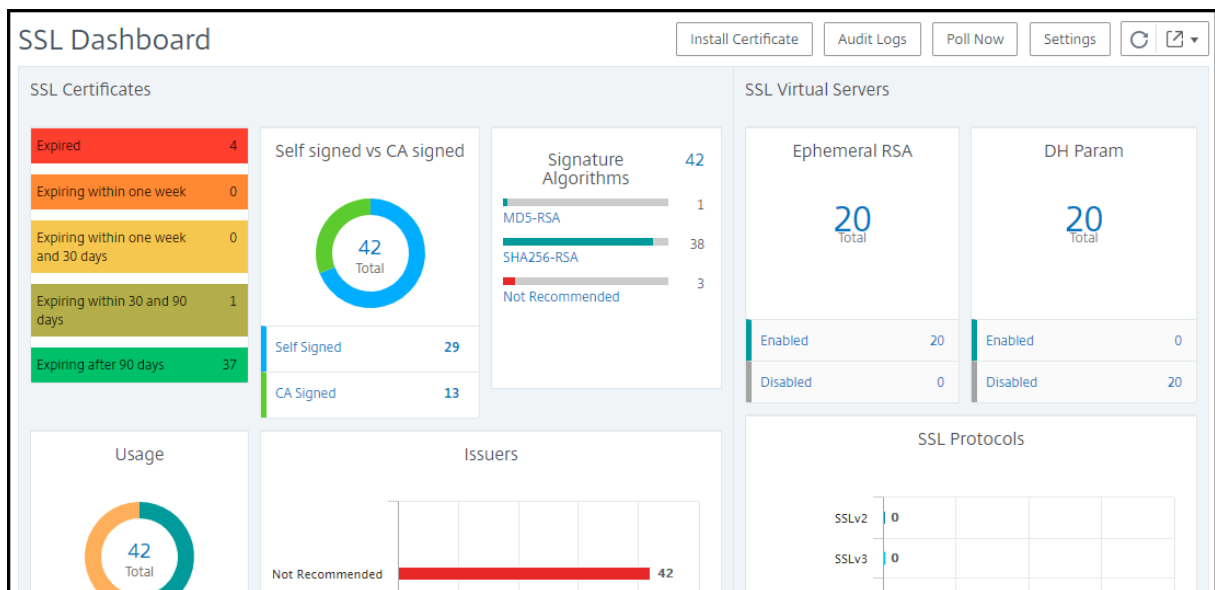 SSL Dashboard
Install Certificate
Audit Logs
Poll Now
Settings
SSL Certificates
Expired 4
Expiring within one week 0
Expiring within one week 0
and 30 days
Expiring within 30 and 90 1
days
Expiring after 90 days 37
Self signed vs CA signed
42
Total
Self Signed 29
CA Signed 13
Signature 42
Algorithms
1
MD5-RSA
38
SHA256-RSA
3
Not Recommended
Usage
42
Total
Issuers
Not Recommended 42
SSL Virtual Servers
Ephemeral RSA
20
Total
Enabled 20
Disabled 0
DH Param
20
Total
Enabled 0
Disabled 20
SSL Protocols
SSLv2 0
SSLv3 0